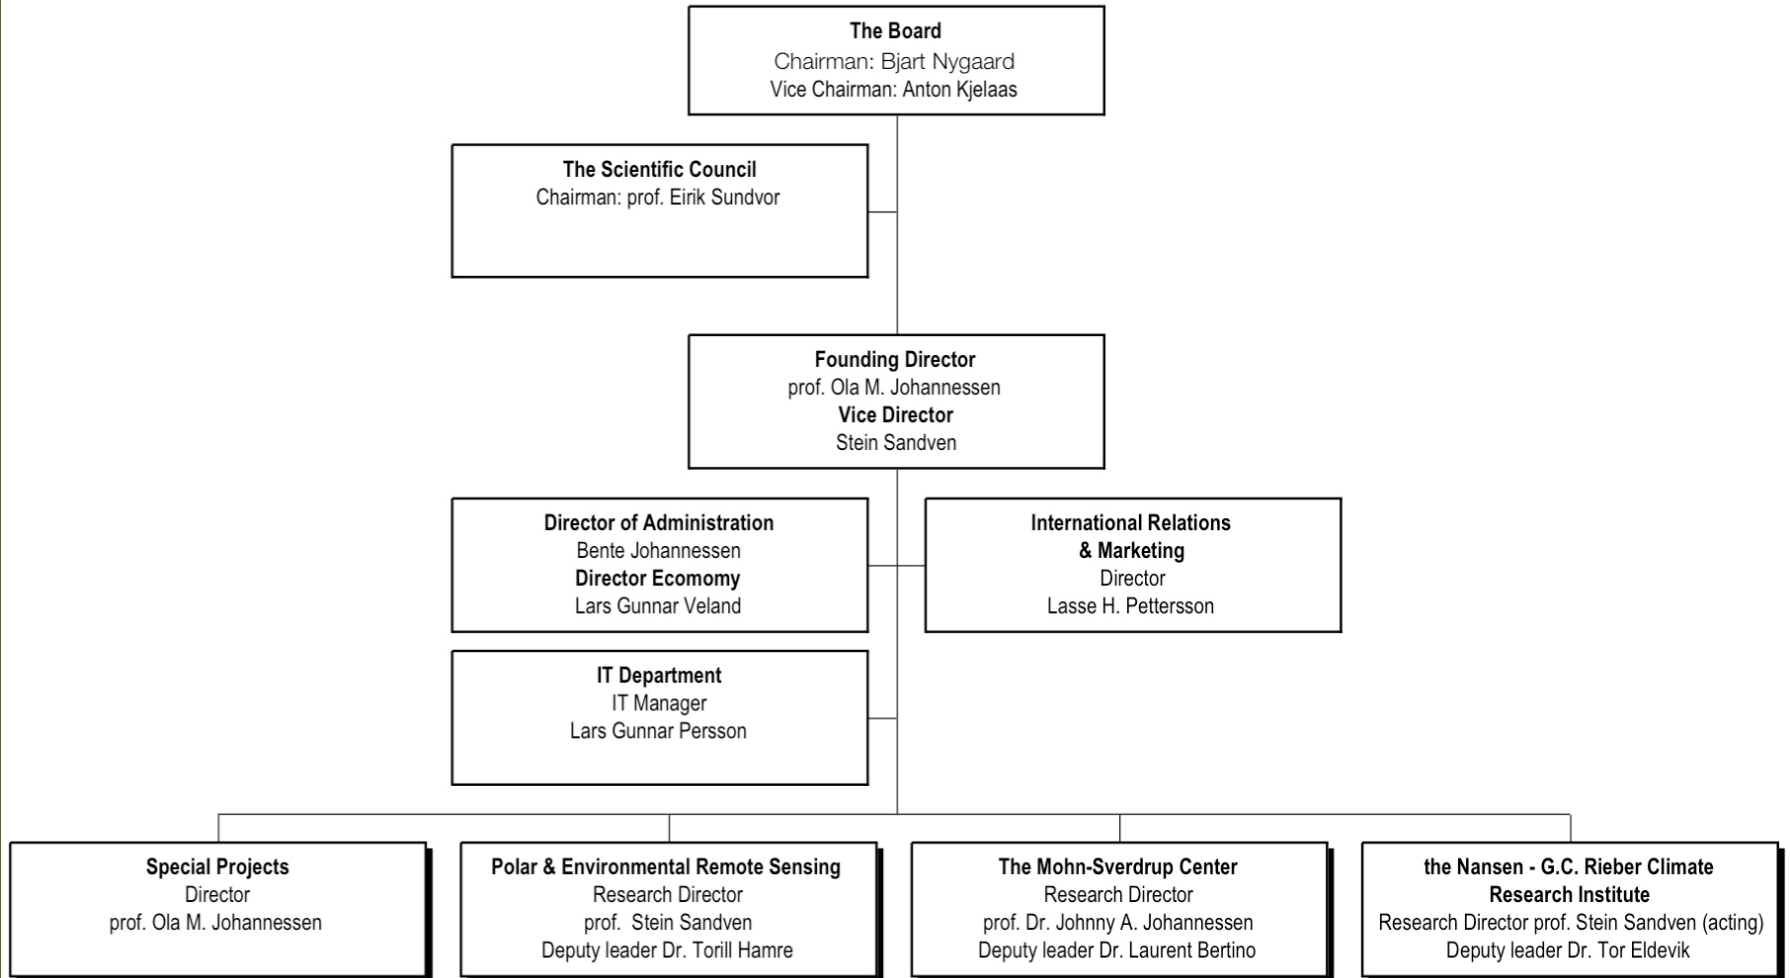 The Board
Chairman: Bjart Nygaard
Vice Chairman: Anton Kjelaas
The Scientific Council
Chairman: prof. Eirik Sundvor
Founding Director
prof. Ola M. Johannessen
Vice Director
Stein Sandven
Director of Administration
Bente Johannessen
Director Ecomomy
Lars Gunnar Veland
International Relations
& Marketing
Director
Lasse H. Pettersson
IT Department
IT Manager
Lars Gunnar Persson
Special Projects
Director
prof. Ola M. Johannessen
Polar & Environmental Remote Sensing
Research Director
prof. Stein Sandven
Deputy leader Dr. Torill Hamre
The Mohn-Sverdrup Center
Research Director
prof. Dr. Johnny A. Johannessen
Deputy leader Dr. Laurent Bertino
the Nansen - G.C. Rieber Climate
Research Institute
Research Director prof. Stein Sandven (acting)
Deputy leader Dr. Tor Eldevik